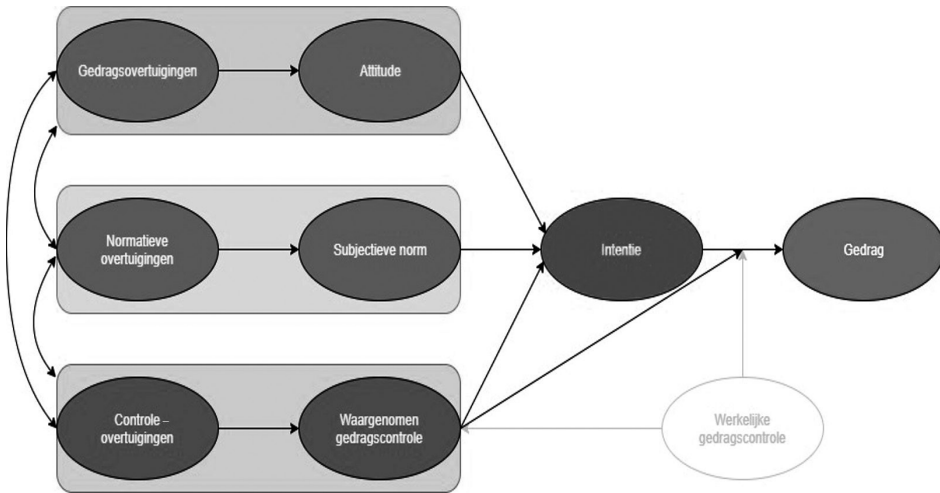 Gedragsovertuigingen
Attitude
Normatieve
overtuigingen
Subjectieve norm
Intentie
Gedrag
Controle –
overtuigingen
Waargenomen
gedragscontrole
Werkelijke
gedragscontrole